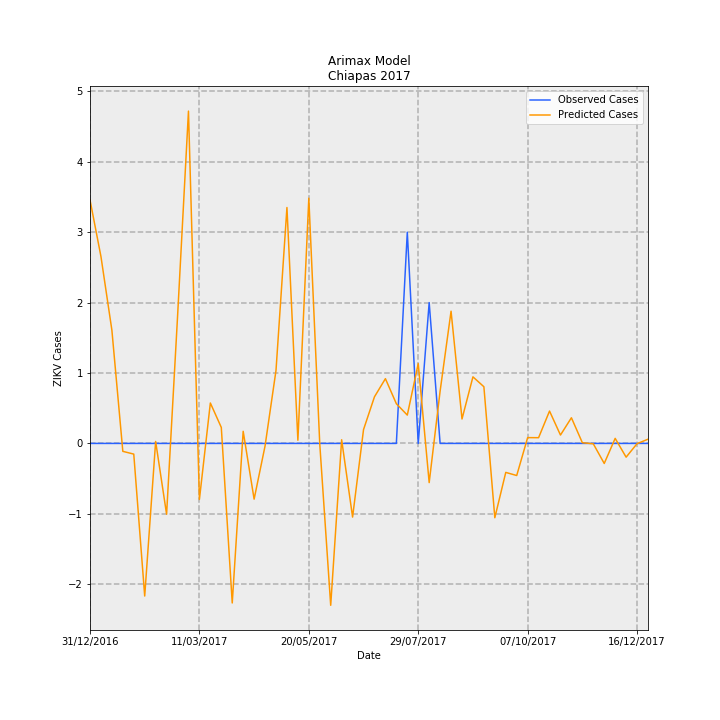 Arimax Model
Chiapas 2017
Observed Cases
Predicted Cases
5
4
3
2
1
0
−1
−2
ZIKV Cases
31/12/2016 11/03/2017 20/05/2017 29/07/2017 07/10/2017 16/12/2017
Date